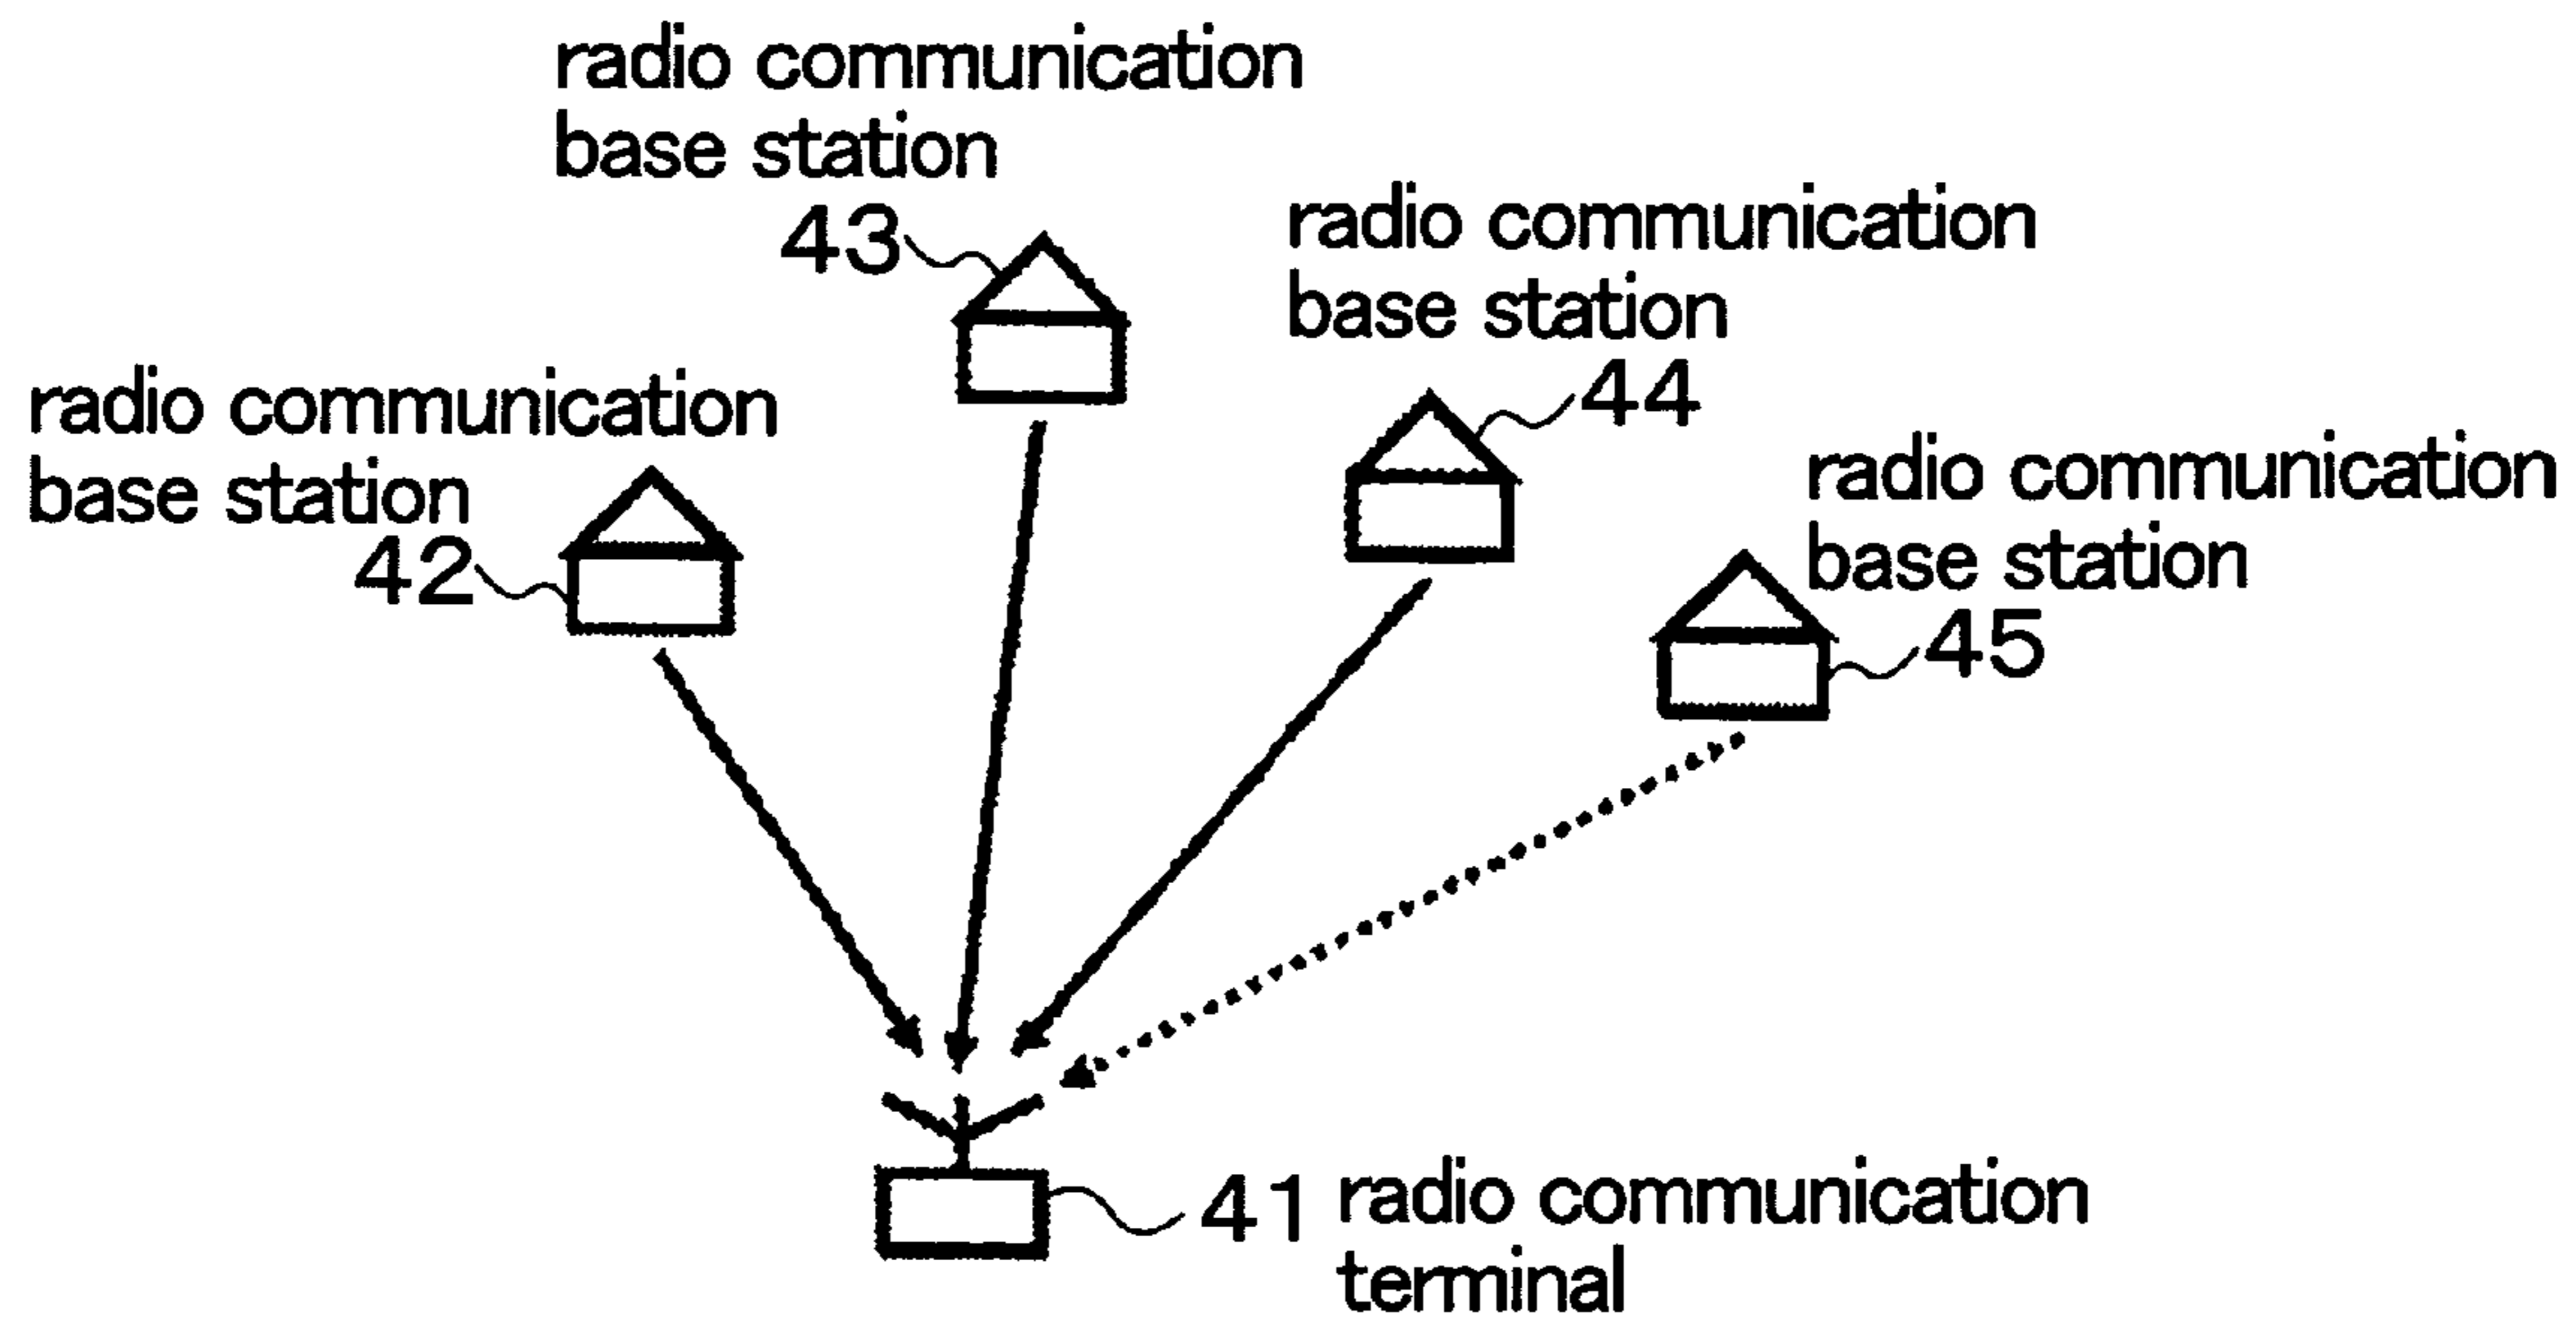 radio communication
base station
43
radio communication
base station
44
radio communication
base station
42
radio communication
base station
45
41 radio communication
terminal